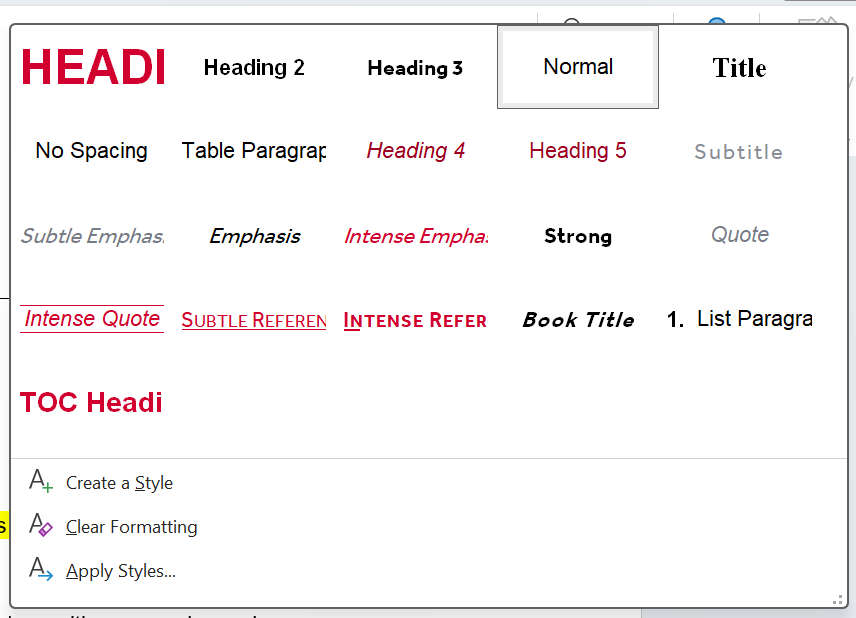 HEADI Heading 2 Heading 3 Normal Title
No Spacing Table Paragrap Heading 4 Heading 5 Subtitle
Subtle Emphas Emphasis Intense Empha Strong Quote
Intense Quote SUBTLE REFEREN INTENSE REFER Book Title 1. List Paragra
TOC Headi
Create a Style
Clear Formatting
Apply Styles...